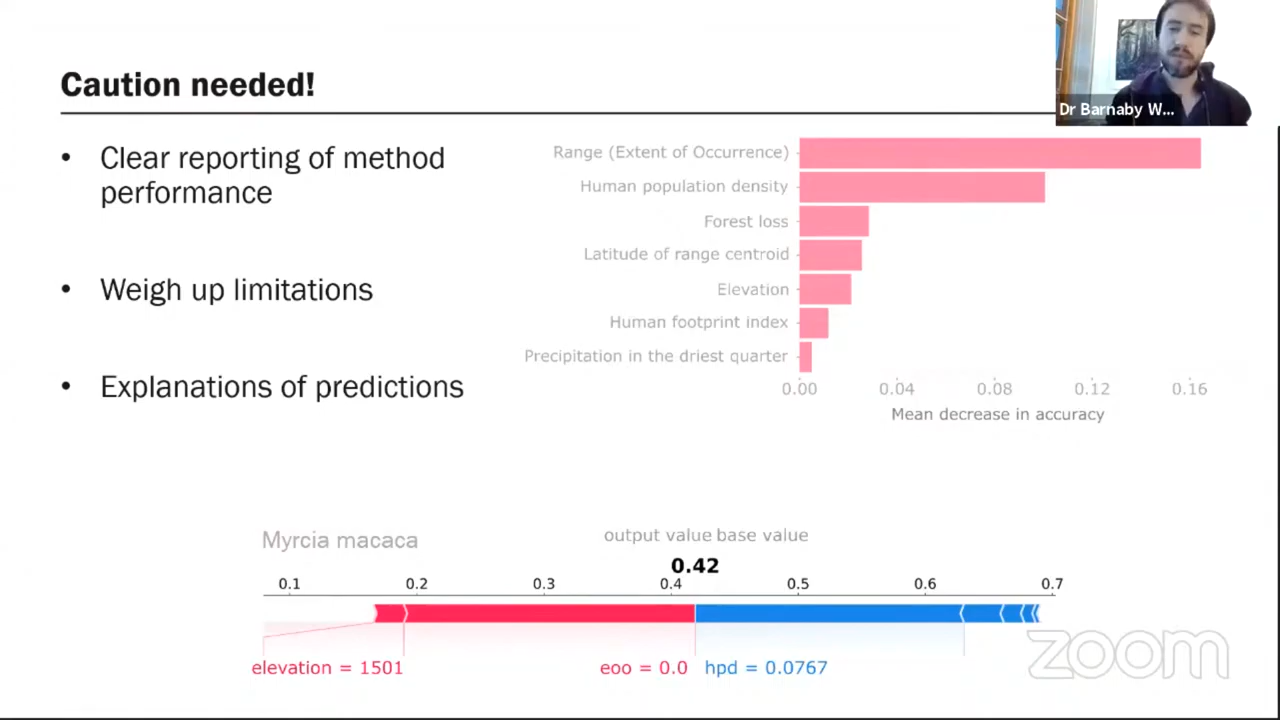 Caution needed!
Dr Barnaby W...
• Clear reporting of method
performance
• Weigh up limitations
• Explanations of predictions
Range (Extent of Occurrence)
Human population density
Forest loss
Latitude of range centroid
Elevation
Human footprint index
Precipitation in the driest quarter
0.00 0.04 0.08 0.12 0.16
Mean decrease in accuracy
Myrcia macaca
output value base value
0.42
0.1 0.2 0.3 0.4 0.5 0.6 0.7
elevation = 1501 eoo = 0.0 hpd = 0.0767
zoom